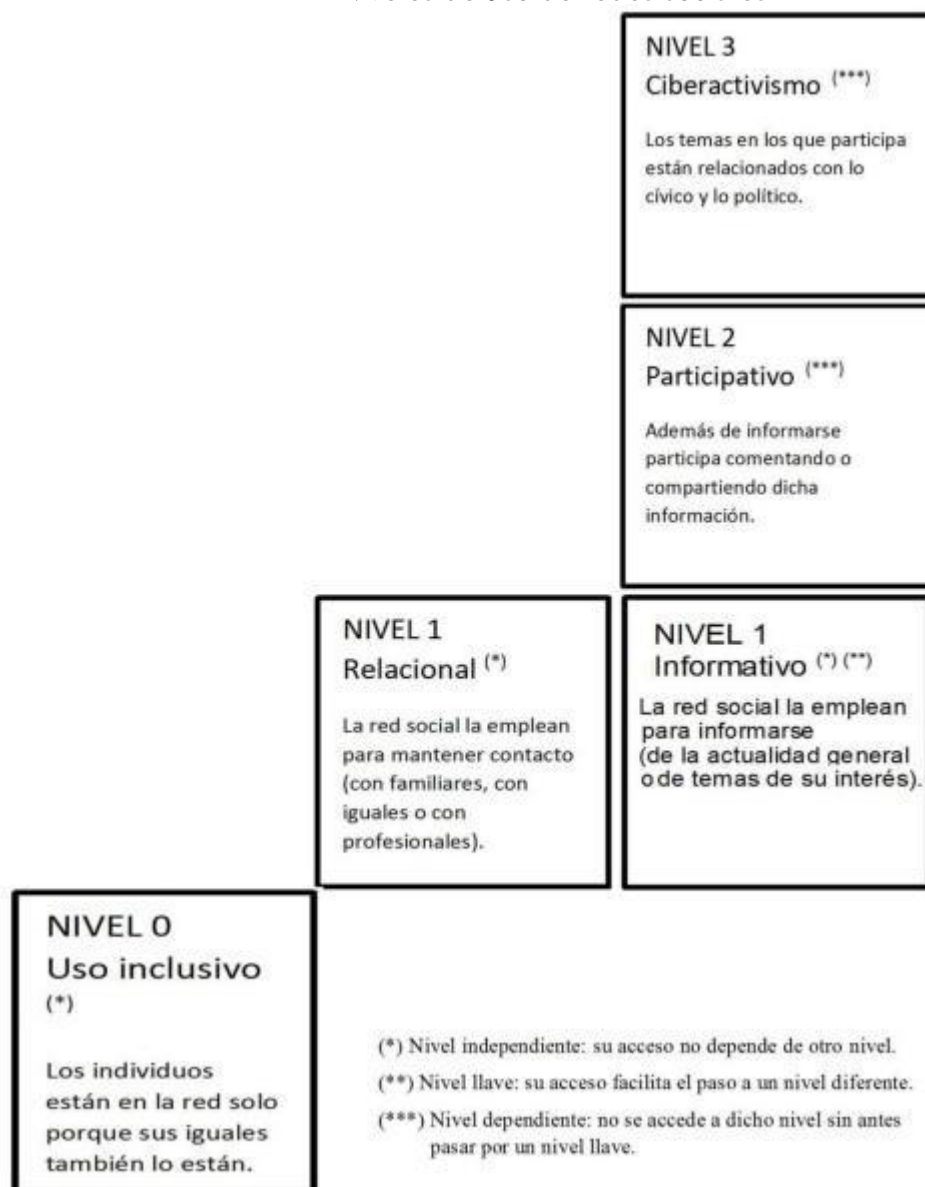 NIVEL 3
Ciberactivismo (***)
Los temas en los que participa
están relacionados con lo
cívico y lo político.
NIVEL 2
Participativo (***)
Además de informarse
participa comentando o
compartiendo dicha
información.
NIVEL 1
Relacional (*)
La red social la emplean
para mantener contacto
(con familiares, con
iguales o con
profesionales).
NIVEL 1
Informativo (*) (**)
La red social la emplean
para informarse
(de la actualidad general
o de temas de su interés).
NIVEL 0
Uso inclusivo
(*)
Los individuos
están en la red solo
porque sus iguales
también lo están.
(*) Nivel independiente: su acceso no depende de otro nivel.
(**) Nivel llave: su acceso facilita el paso a un nivel diferente.
(***) Nivel dependiente: no se accede a dicho nivel sin antes
pasar por un nivel llave.